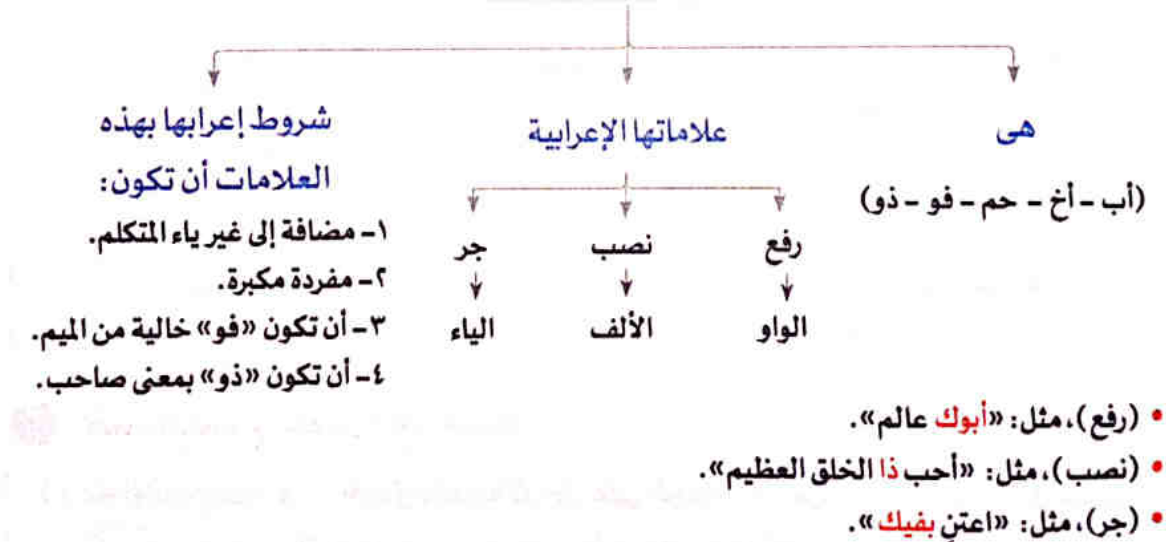 هى
(أب - أخ - حم - فو - ذو)
علاماتها الإعرابية
رفع
نصب
جر
الواو
الألف
الياء
شروط إعرابها بهذه
العلامات أن تكون:
١- مضافة إلى غير ياء المتكلم.
٢- مفردة مكبرة.
٣- أن تكون «فو» خالية من الميم.
٤- أن تكون «ذو» بمعنى صاحب.
• (رفع)، مثل: «أبوك عالم».
• (نصب)، مثل: «أحب ذا الخلق العظيم».
• (جر)، مثل: «اعتنِ بفيك».